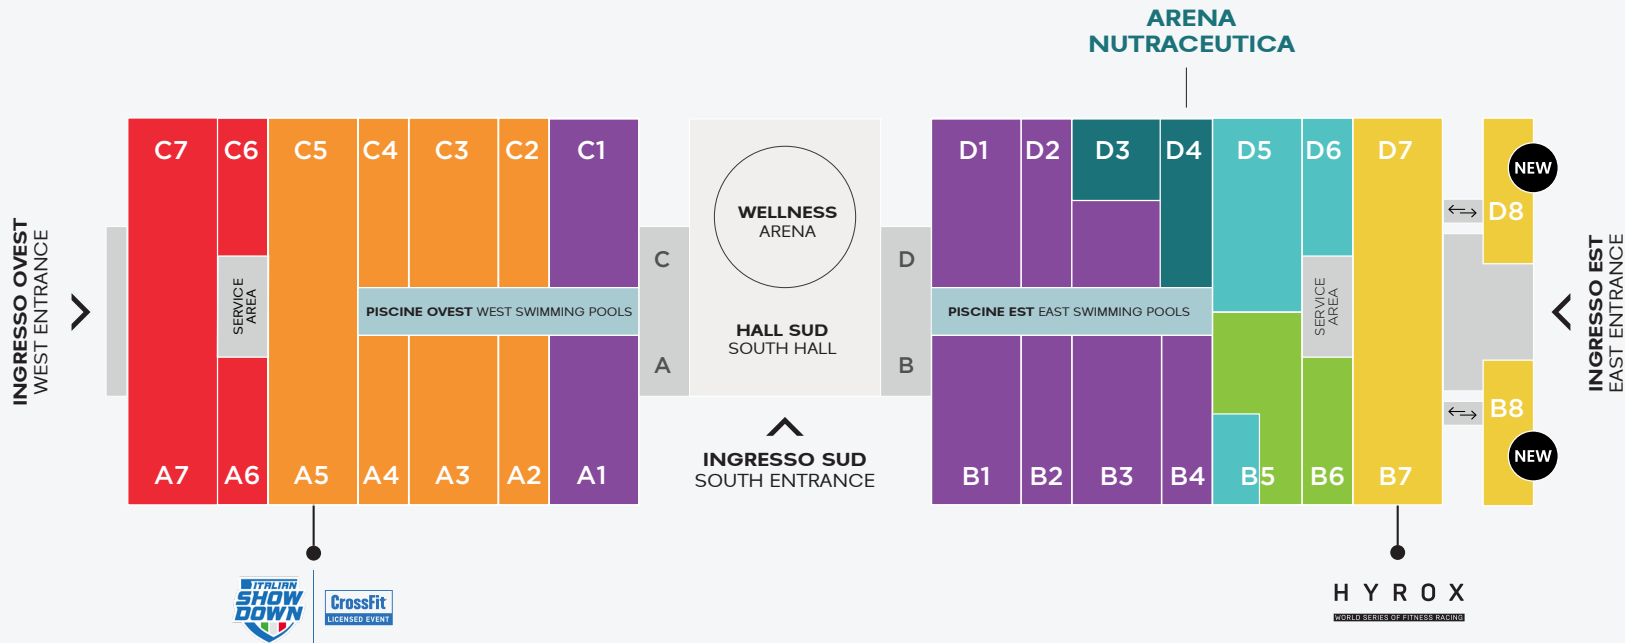 ARENA
NUTRACEUTICA
C7 C6 C5 C4 C3 C2 C1
D1 D2 D3 D4 D5 D6 D7
NEW
D8
WELLNESS
ARENA
INGRESSO OVEST
WEST ENTRANCE
SERVICE
AREA
C
D
PISCINE OVEST WEST SWIMMING POOLS
HALL SUD
SOUTH HALL
PISCINE EST EAST SWIMMING POOLS
SERVICE
AREA
INGRESSO EST
EAST ENTRANCE
A
B
B8
NEW
A7 A6 A5 A4 A3 A2 A1
INGRESSO SUD
SOUTH ENTRANCE
B1 B2 B3 B4 B5 B6 B7
ITALIAN
SHOW
DOWN
CrossFit
LICENSED EVENT
HYROX
WORLD SERIES OF FITNESS RACING